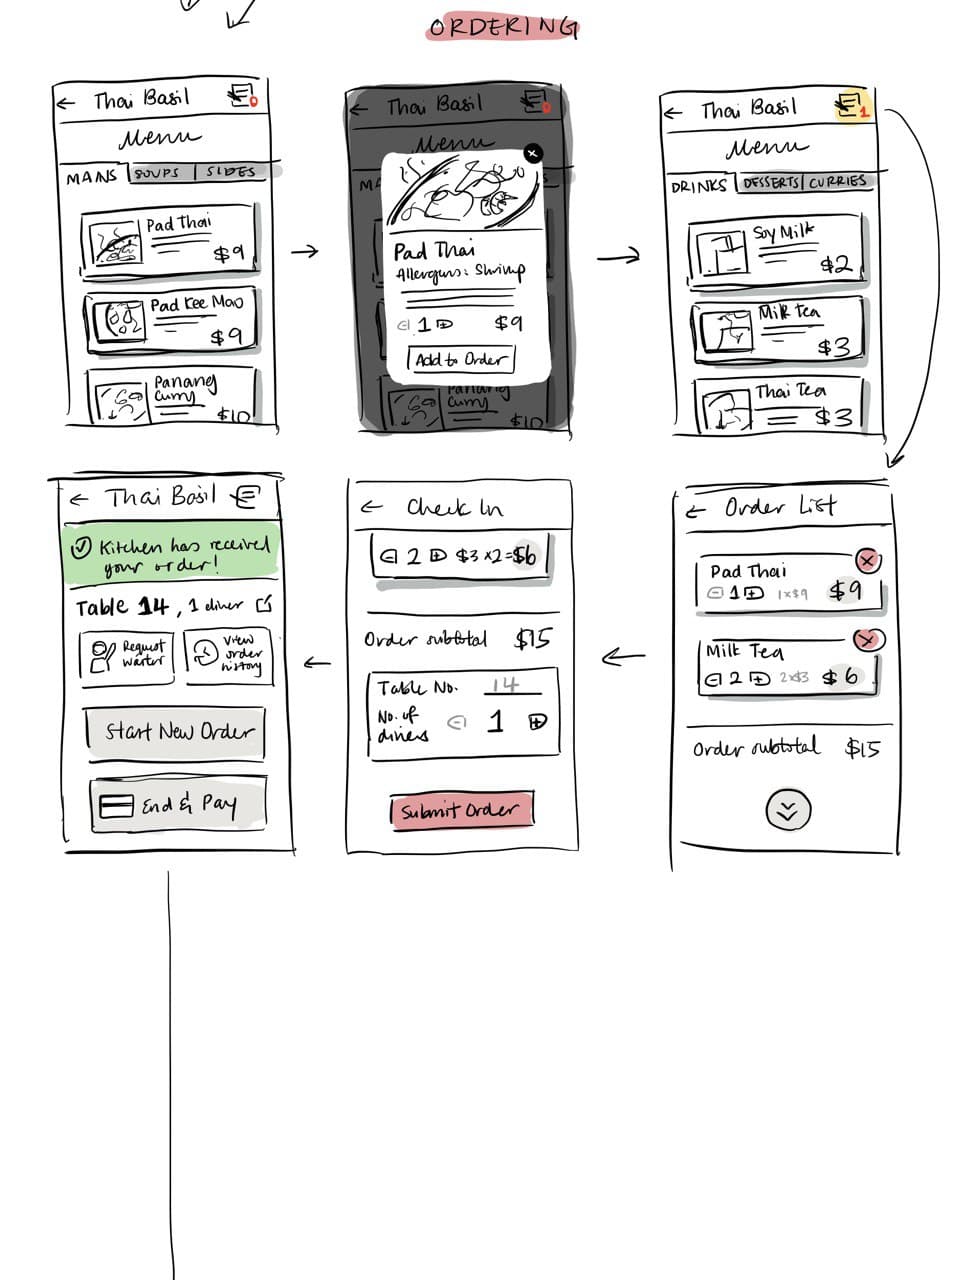 ORDERING
← Thai Basil 0
Menu
MAINS SOUPS SIDES
Pad Thai
$9
Pad Kee Mao
$9
Panang
Curry
$10
← Thai Basil 0
Menu
MA
S
Pad Thai
Allergens: Shrimp
1 $9
Add to Order
Panang
Curry
$10
← Thai Basil 1
Menu
DRINKS DESSERTS CURRIES
Soy Milk
$2
Milk Tea
$3
Thai Tea
$3
← Thai Basil
Kitchen has received
your order!
Table 14, 1 diner
Request
waiter
View
order
history
Start New Order
End & Pay
← Check In
2 $3 x2=$6
Order subtotal $15
Table No. 14
No. of
diners 1
Submit Order
← Order List
Pad Thai
1 1x$9 $9
Milk Tea
2 2x$3 $6
Order subtotal $15